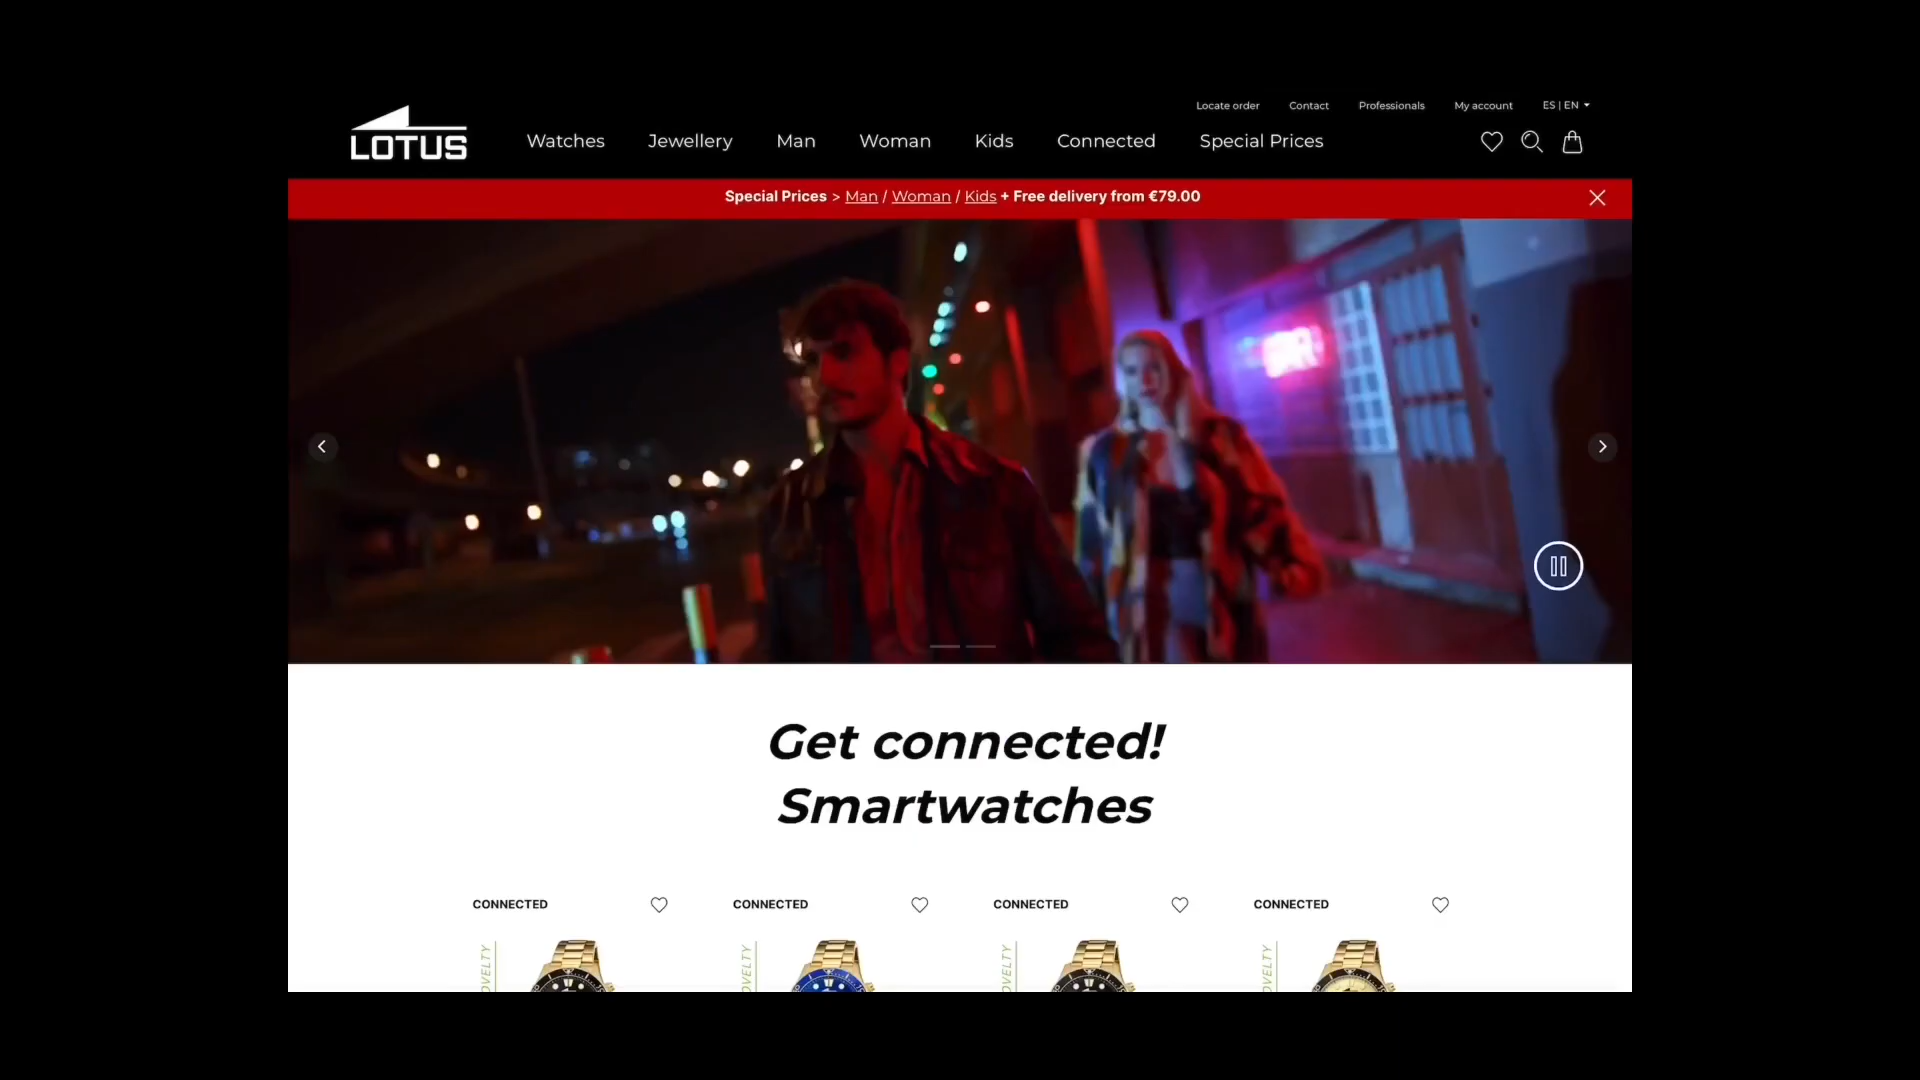 Locate order Contact Professionals My account ES | EN
LOTUS
Watches Jewellery Man Woman Kids Connected Special Prices
Special Prices > Man / Woman / Kids + Free delivery from €79.00
BAR
Get connected!
Smartwatches
CONNECTED CONNECTED CONNECTED CONNECTED